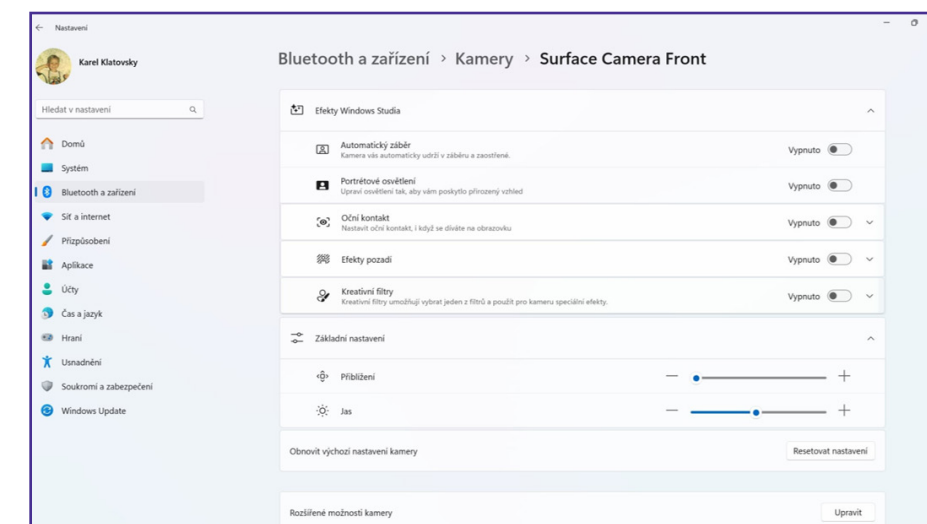 Nastavení
Karel Klatovsky
Hledat v nastavení
Domů
Systém
Bluetooth a zařízení
Síť a internet
Přizpůsobení
Aplikace
Účty
Čas a jazyk
Hraní
Usnadnění
Soukromí a zabezpečení
Windows Update
Bluetooth a zařízení > Kamery > Surface Camera Front
Efekty Windows Studia
Automatický záběr
Kamera vás automaticky udrží v záběru a zaostřené.
Vypnuto
Portrétové osvětlení
Upraví osvětlení tak, aby vám poskytlo přirozený vzhled
Vypnuto
Oční kontakt
Nastavit oční kontakt, i když se díváte na obrazovku
Vypnuto
Efekty pozadí
Vypnuto
Kreativní filtry
Kreativní filtry umožňují vybrat jeden z filtrů a použít pro kameru speciální efekty.
Vypnuto
Základní nastavení
Přiblížení
Jas
Obnovit výchozí nastavení kamery
Resetovat nastavení
Rozšířené možnosti kamery
Upravit